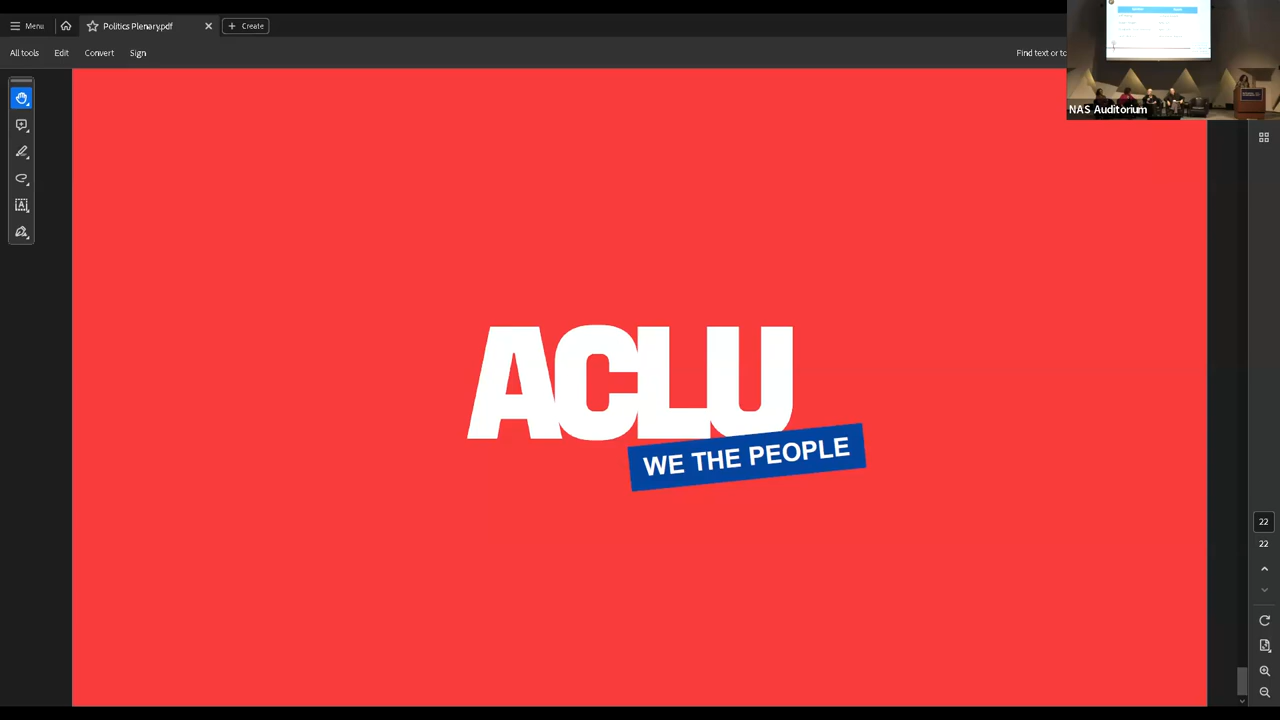 Menu
Politics Plenary.pdf
Create
All tools
Edit
Convert
Sign
Find text or to
NAS Auditorium
ACLU
WE THE PEOPLE
22
22